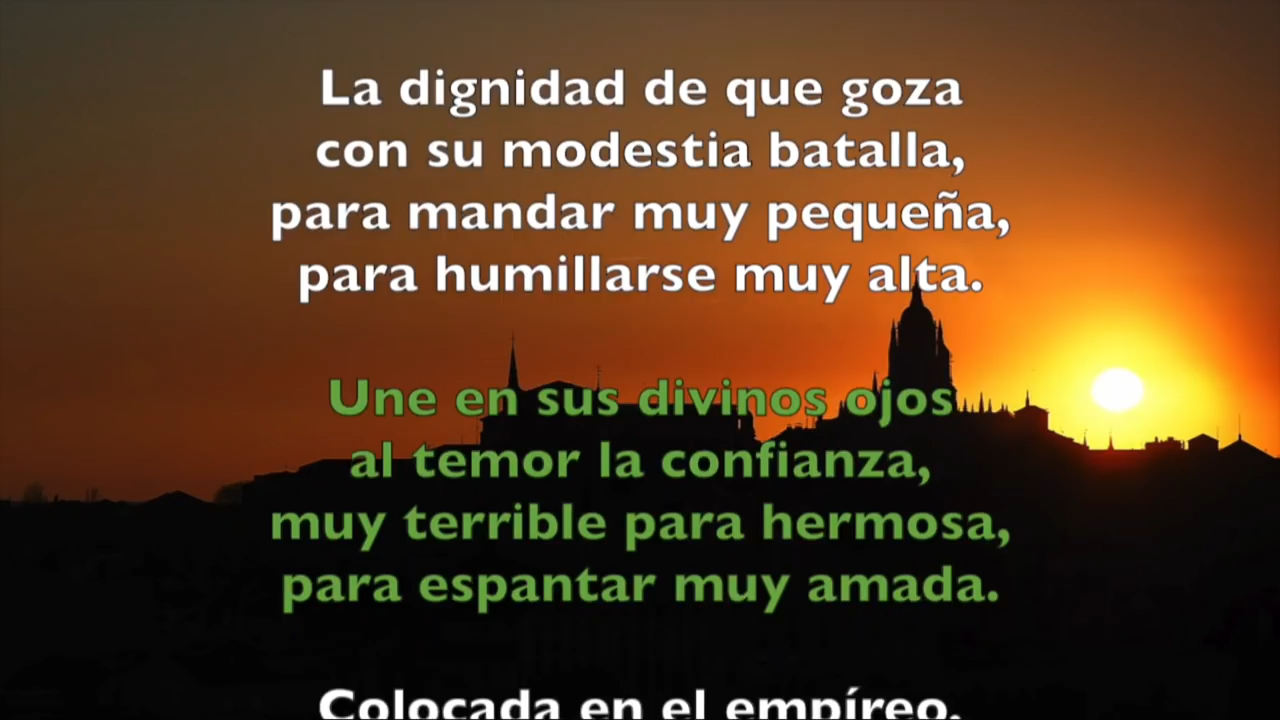 La dignidad de que goza
con su modestia batalla,
para mandar muy pequeña,
para humillarse muy alta.
Une en sus divinos ojos
al temor la confianza,
muy terrible para hermosa,
para espantar muy amada.
Colocada en el empíreo,